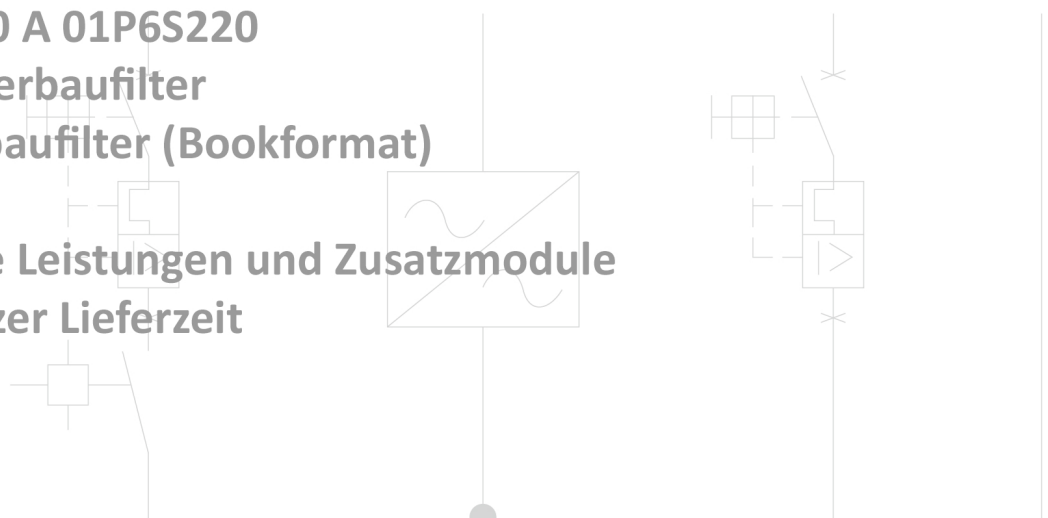 0 A 01P6S220
erbaufilter
baufilter (Bookformat)
e Leistungen und Zusatzmodule
zer Lieferzeit